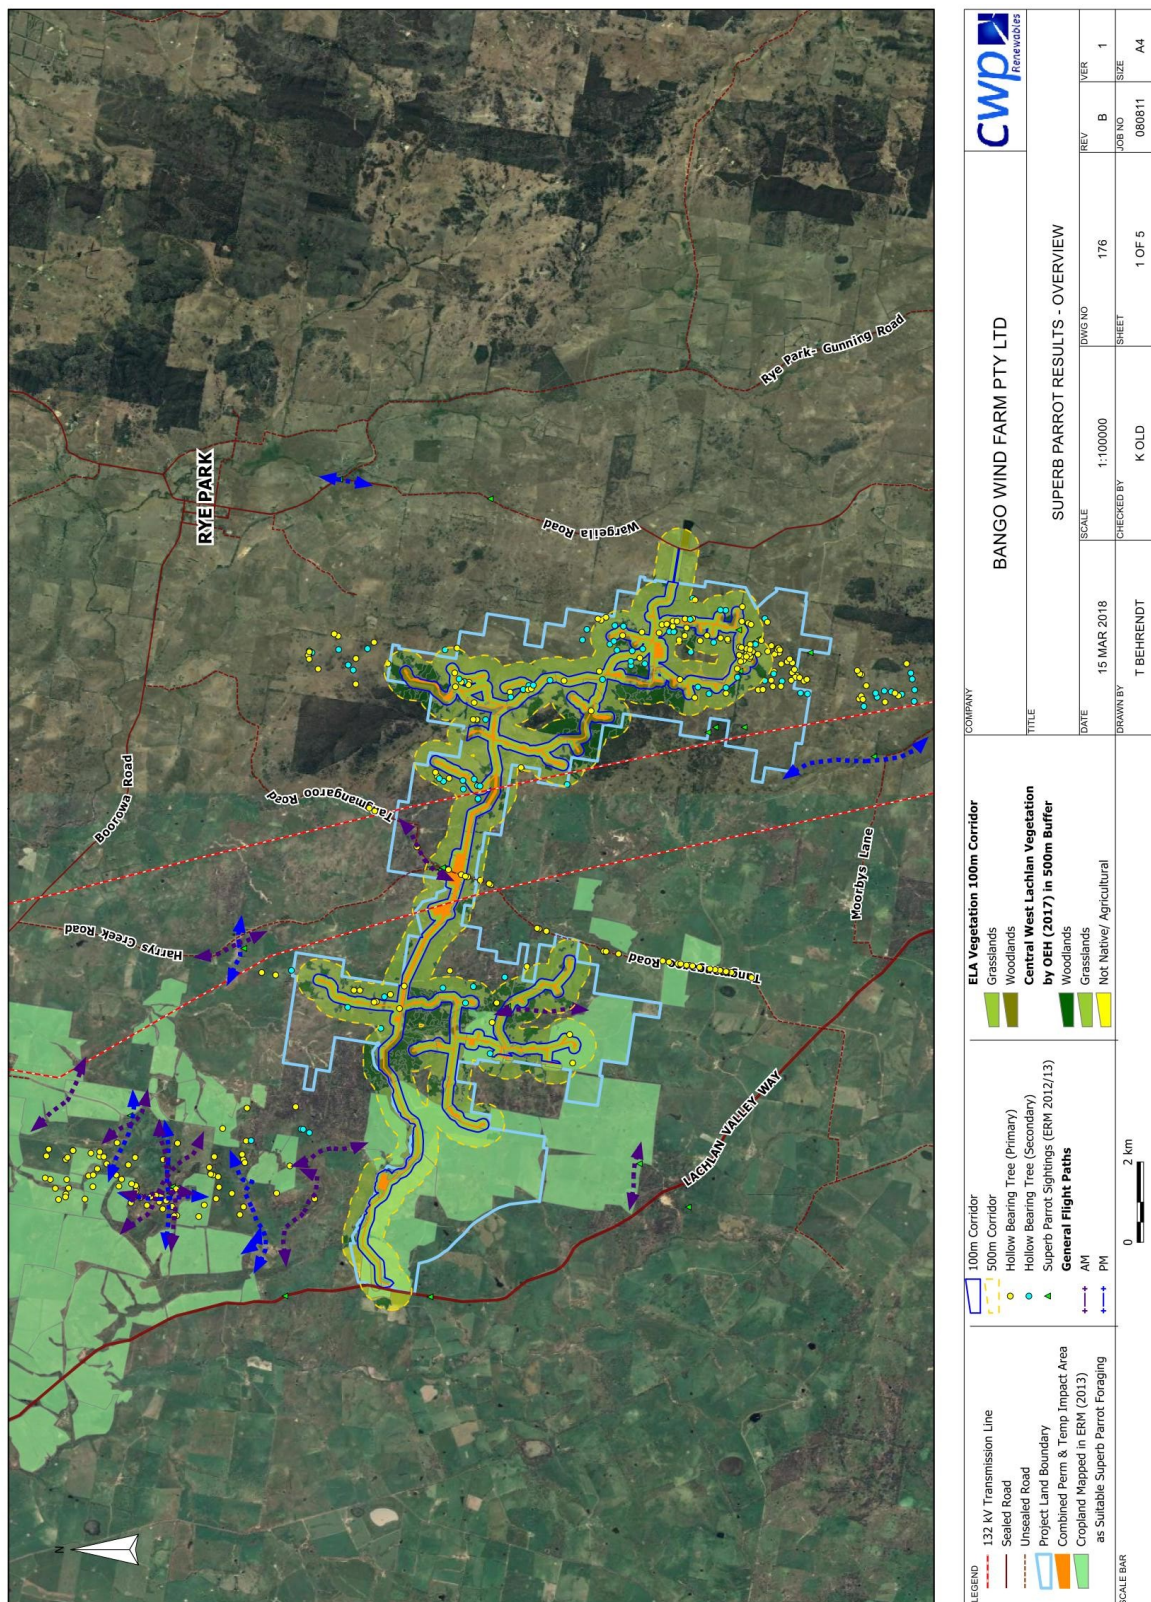 N
RYE PARK
Boorowa Road
Harrys Creek Road
Tangmangaroo Road
Wargeila Road
Rye Park- Gunning Road
Tangmangaroo Road
Moorbys Lane
LACHLAN VALLEY WAY
LEGEND
132 kV Transmission Line
Sealed Road
Unsealed Road
Project Land Boundary
Combined Perm & Temp Impact Area
Cropland Mapped in ERM (2013)
as Suitable Superb Parrot Foraging
100m Corridor
500m Corridor
Hollow Bearing Tree (Primary)
Hollow Bearing Tree (Secondary)
Superb Parrot Sightings (ERM 2012/13)
General Flight Paths
AM
PM
ELA Vegetation 100m Corridor
Grasslands
Woodlands
Central West Lachlan Vegetation
by OEH (2017) in 500m Buffer
Woodlands
Grasslands
Not Native/ Agricultural
SCALE BAR
0 2 km
COMPANY
BANGO WIND FARM PTY LTD
cwp
Renewables
TITLE
SUPERB PARROT RESULTS - OVERVIEW
DATE
15 MAR 2018
SCALE
1:100000
DWG NO
176
REV
B
VER
1
DRAWN BY
T BEHRENDT
CHECKED BY
K OLD
SHEET
1 OF 5
JOB NO
080811
SIZE
A4